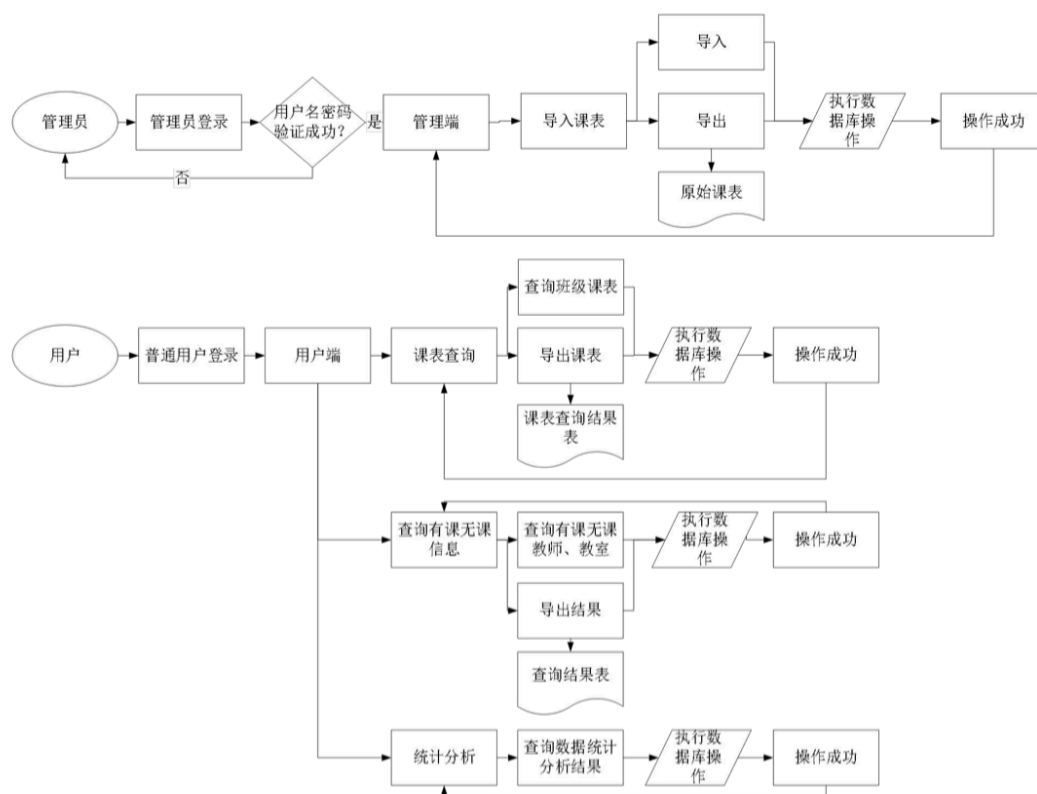 导入
管理员
管理员登录
用户名密码
验证成功？
是
管理端
导入课表
导出
执行数
据库操
作
操作成功
否
原始课表
查询班级课表
用户
普通用户登录
用户端
课表查询
导出课表
执行数
据库操
作
操作成功
课表查询结果
表
查询有课无课
信息
查询有课无课
教师、教室
执行数
据库操
作
操作成功
导出结果
查询结果表
统计分析
查询数据统计
分析结果
执行数
据库操
作
操作成功